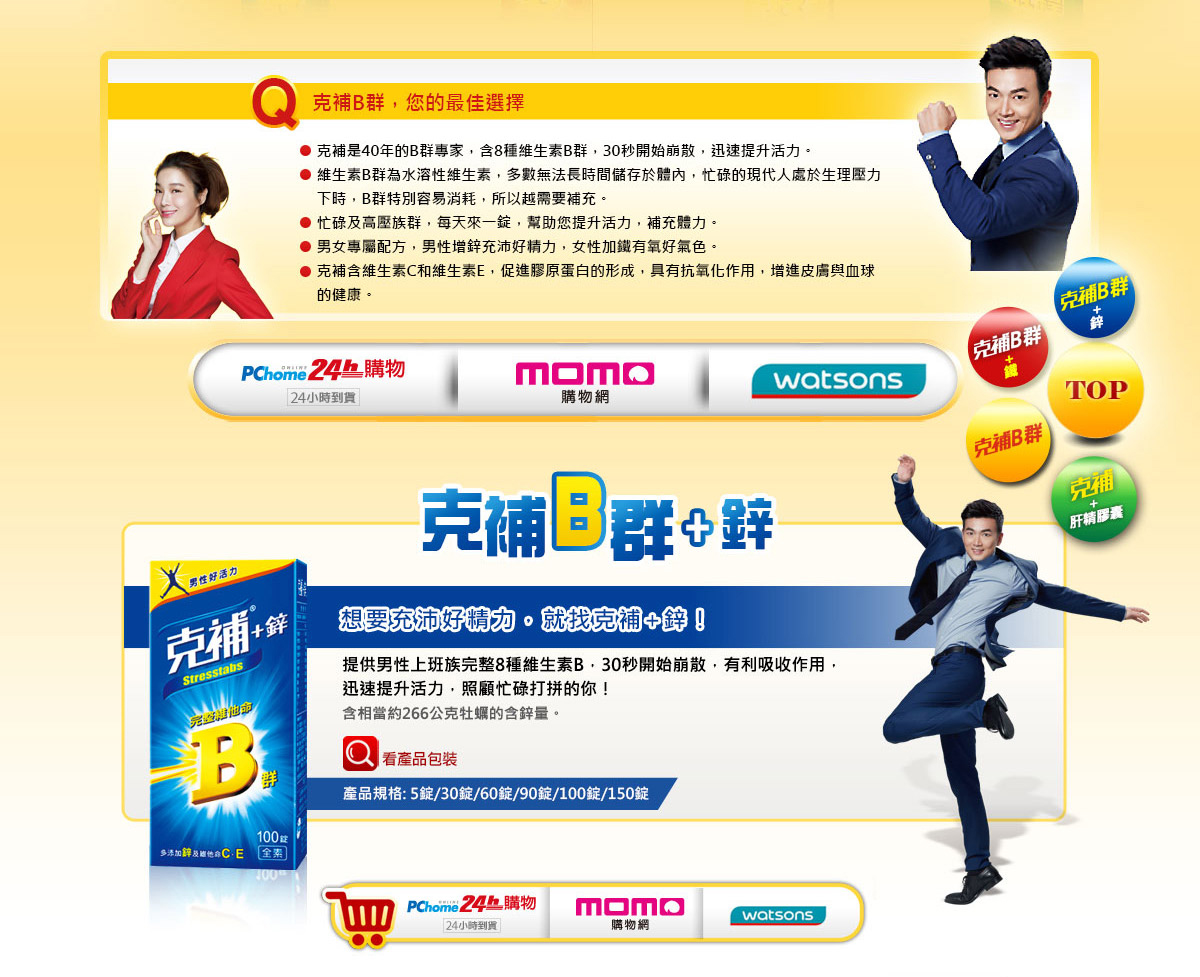 Q 克補B群，您的最佳選擇
克補是40年的B群專家，含8種維生素B群，30秒開始崩散，迅速提升活力。
維生素B群為水溶性維生素，多數無法長時間儲存於體內，忙碌的現代人處於生理壓力
下時，B群特別容易消耗，所以越需要補充。
忙碌及高壓族群，每天來一錠，幫助您提升活力，補充體力。
男女專屬配方，男性增鋅充沛好精力，女性加鐵有氧好氣色。
克補含維生素C和維生素E，促進膠原蛋白的形成，具有抗氧化作用，增進皮膚與血球
的健康。
克補B群
+
鋅
克補B群
+
鐵
TOP
克補B群
克補
+
肝精膠囊
PChome ONLINE 24h 購物
24小時到貨
momo
購物網
watsons
克補B群+鋅
男性好活力
克補®+鋅
Stresstabs
完整維他命
B群
100錠
多添加鋅及維他命C·E
全素
想要充沛好精力。就找克補+鋅！
提供男性上班族完整8種維生素B，30秒開始崩散，有利吸收作用，
迅速提升活力，照顧忙碌打拼的你！
含相當約266公克牡蠣的含鋅量。
看產品包裝
產品規格: 5錠/30錠/60錠/90錠/100錠/150錠
PChome ONLINE 24h 購物
24小時到貨
momo
購物網
watsons